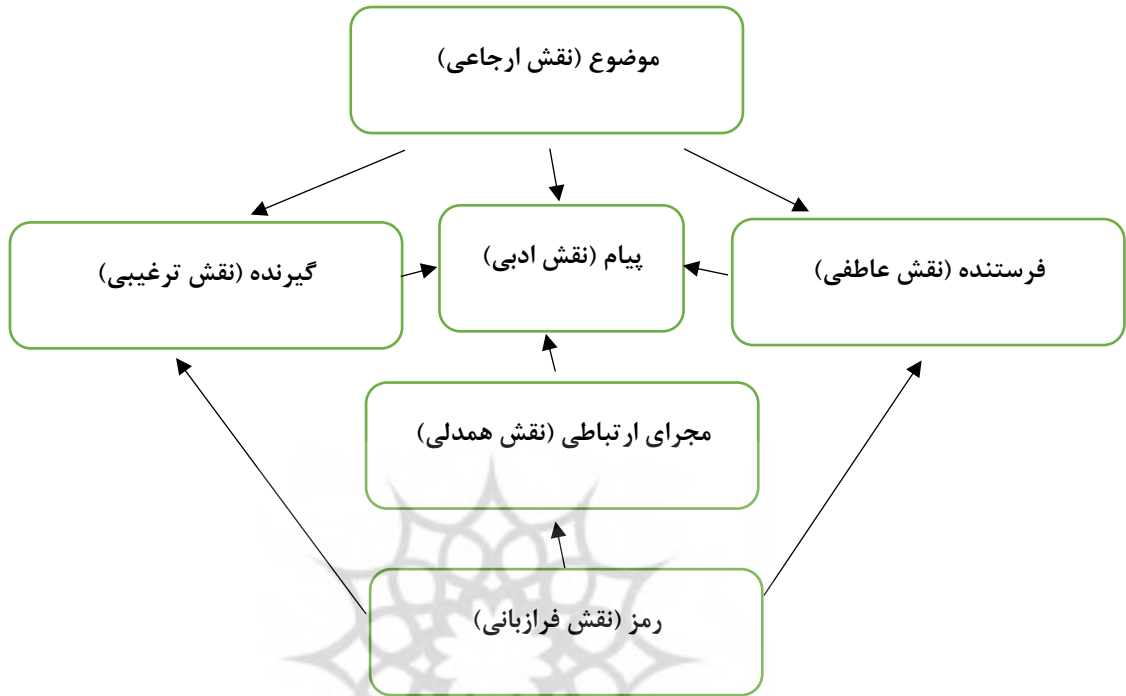 موضوع (نقش ارجاعی)
فرستنده (نقش عاطفی)
پیام (نقش ادبی)
گیرنده (نقش ترغیبی)
مجرای ارتباطی (نقش همدلی)
رمز (نقش فرازبانی)